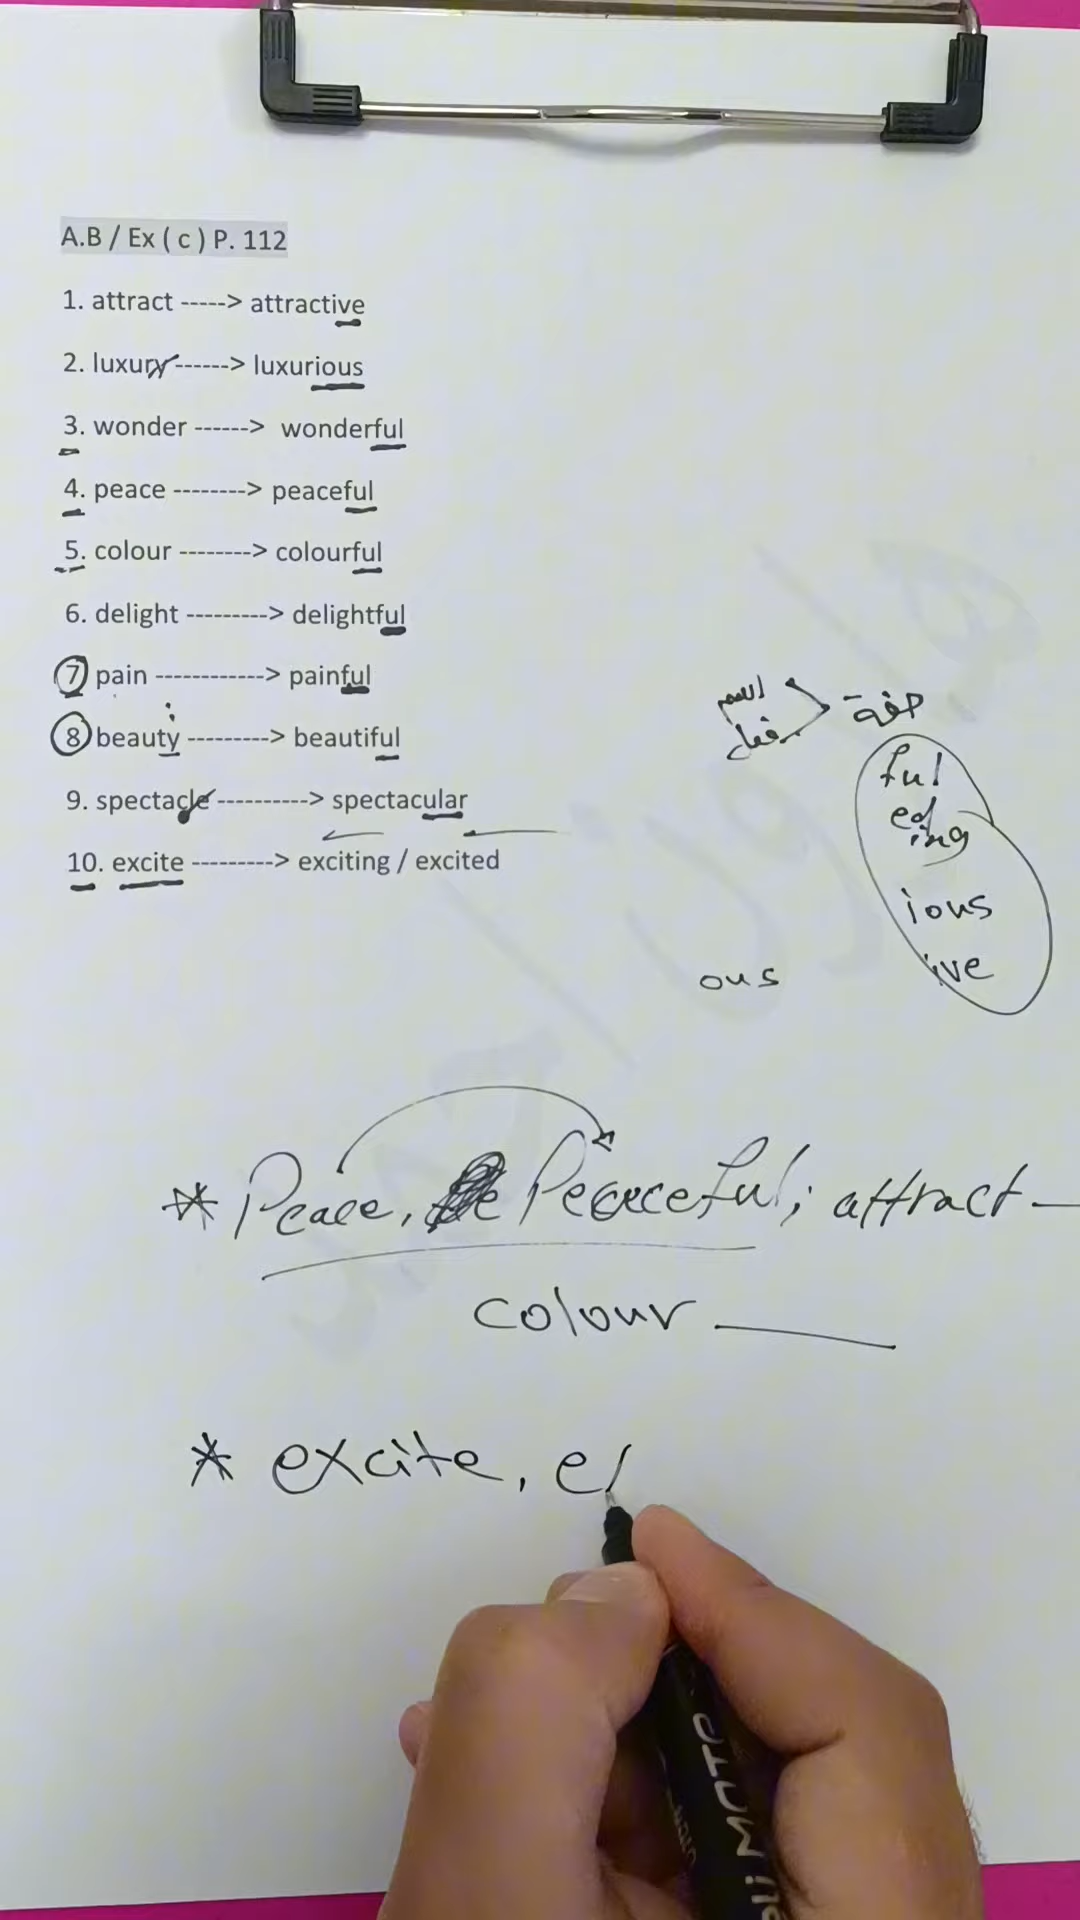 A.B / Ex ( c ) P. 112
1. attract -----> attractive
2. luxury ------> luxurious
3. wonder ------> wonderful
4. peace --------> peaceful
5. colour --------> colourful
6. delight ---------> delightful
7 pain ------------> painful
8 beauty ---------> beautiful
9. spectacle ----------> spectacular
10. excite ---------> exciting / excited
الاسم
فعل
صفة
ful
ed
ing
ious
ive
ous
* Peace, Peaceful; attract
colour
* excite, e